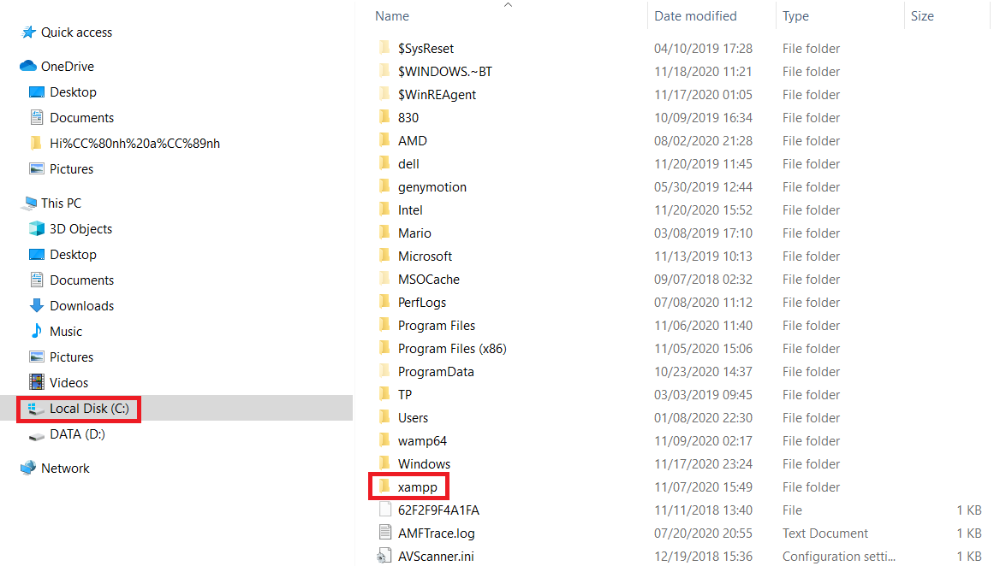 Quick access
OneDrive
Desktop
Documents
Hi%CC%80nh%20a%CC%89nh
Pictures
This PC
3D Objects
Desktop
Documents
Downloads
Music
Pictures
Videos
Local Disk (C:)
DATA (D:)
Network
Name Date modified Type Size
$SysReset 04/10/2019 17:28 File folder
$WINDOWS.~BT 11/18/2020 11:21 File folder
$WinREAgent 11/17/2020 01:05 File folder
830 10/09/2019 16:34 File folder
AMD 08/02/2020 21:28 File folder
dell 11/20/2019 11:45 File folder
genymotion 05/30/2019 12:44 File folder
Intel 11/20/2020 15:52 File folder
Mario 03/08/2019 17:10 File folder
Microsoft 11/13/2019 10:13 File folder
MSOCache 09/07/2018 02:32 File folder
PerfLogs 07/08/2020 11:12 File folder
Program Files 11/06/2020 11:40 File folder
Program Files (x86) 11/05/2020 15:06 File folder
ProgramData 10/23/2020 14:37 File folder
TP 03/03/2019 09:45 File folder
Users 01/08/2020 22:30 File folder
wamp64 11/09/2020 02:17 File folder
Windows 11/17/2020 23:24 File folder
xampp 11/07/2020 15:49 File folder
62F2F9F4A1FA 11/11/2018 13:40 File 1 KB
AMFTrace.log 07/20/2020 20:55 Text Document 1 KB
AVScanner.ini 12/19/2018 15:36 Configuration setti... 1 KB